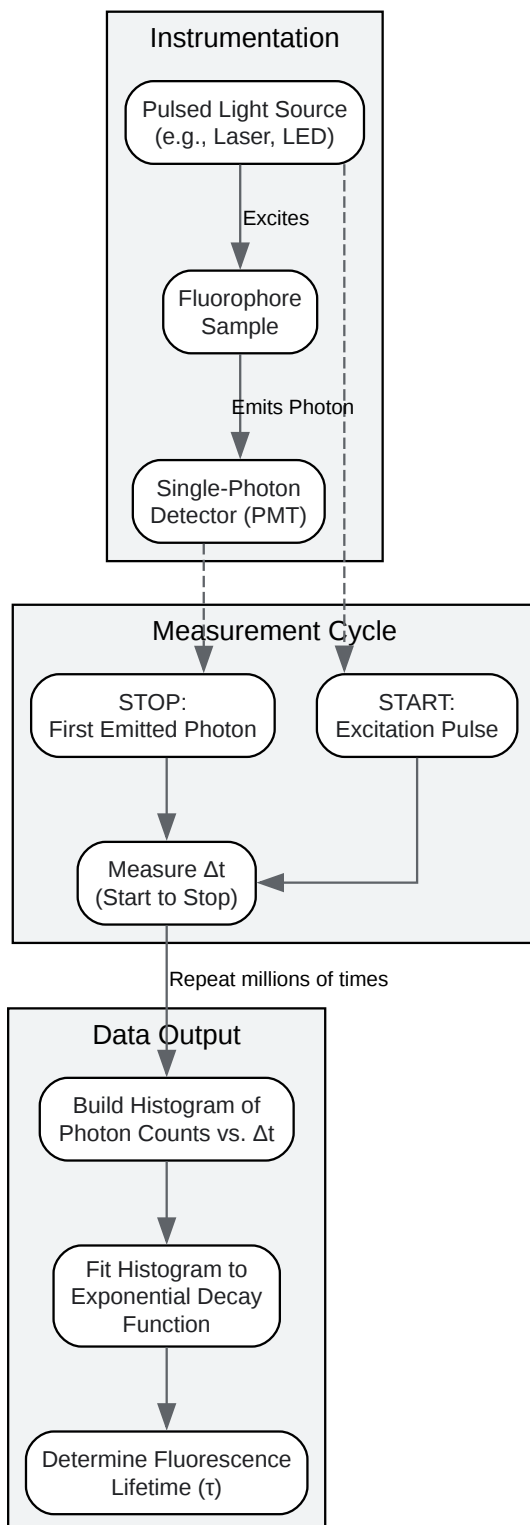 Instrumentation
Pulsed Light Source
(e.g., Laser, LED)
Excites
Fluorophore
Sample
Emits Photon
Single-Photon
Detector (PMT)
Measurement Cycle
STOP:
First Emitted Photon
START:
Excitation Pulse
Measure Δt
(Start to Stop)
Repeat millions of times
Data Output
Build Histogram of
Photon Counts vs. Δt
Fit Histogram to
Exponential Decay
Function
Determine Fluorescence
Lifetime (τ)